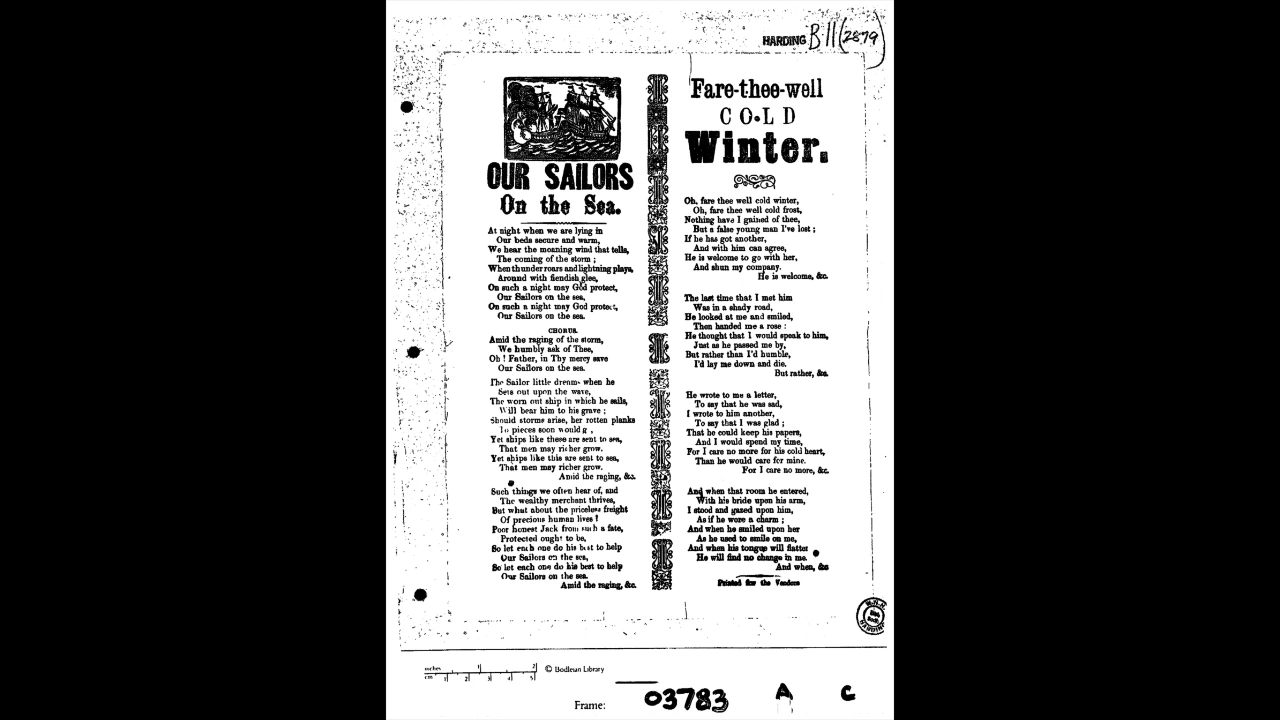 HARDING B 11 (2879)
OUR SAILORS
On the Sea.
At night when we are lying in
Our beds secure and warm,
We hear the moaning wind that tells,
The coming of the storm ;
When thunder roars and lightning plays,
Around with fiendish glee,
On such a night may God protect,
Our Sailors on the sea,
On such a night may God protect,
Our Sailors on the sea.
CHORUS.
Amid the raging of the storm,
We humbly ask of Thee,
Oh ! Father, in Thy mercy save
Our Sailors on the sea.
The Sailor little dreams when he
Sets out upon the wave,
The worn out ship in which he sails,
Will bear him to his grave ;
Should storms arise, her rotten planks
To pieces soon would g ,
Yet ships like these are sent to sea,
That men may richer grow.
Yet ships like this are sent to sea,
That men may richer grow.
Amid the raging, &c.
Such things we often hear of, and
The wealthy merchant thrives,
But what about the priceless freight
Of precious human lives !
Poor honest Jack from such a fate,
Protected ought to be,
So let each one do his best to help
Our Sailors on the sea,
So let each one do his best to help
Our Sailors on the sea.
Amid the raging, &c.
Fare-thee-well
COLD
Winter.
Oh, fare thee well cold winter,
Oh, fare thee well cold frost,
Nothing have I gained of thee,
But a false young man I've lost ;
If he has got another,
And with him can agree,
He is welcome to go with her,
And shun my company.
He is welcome, &c.
The last time that I met him
Was in a shady road,
He looked at me and smiled,
Then handed me a rose :
He thought that I would speak to him,
Just as he passed me by,
But rather than I'd humble,
I'd lay me down and die.
But rather, &c.
He wrote to me a letter,
To say that he was sad,
I wrote to him another,
To say that I was glad ;
That he could keep his papers,
And I would spend my time,
For I care no more for his cold heart,
Than he would care for mine.
For I care no more, &c.
And when that room he entered,
With his bride upon his arm,
I stood and gazed upon him,
As if he wore a charm ;
And when he smiled upon her
As he used to smile on me,
And when his tongue will flatter
He will find no change in me.
And when, &c
Printed for the Vendors
inches 1 2
cm 1 2 3 4 5
© Bodleian Library
Frame: 03783 A C